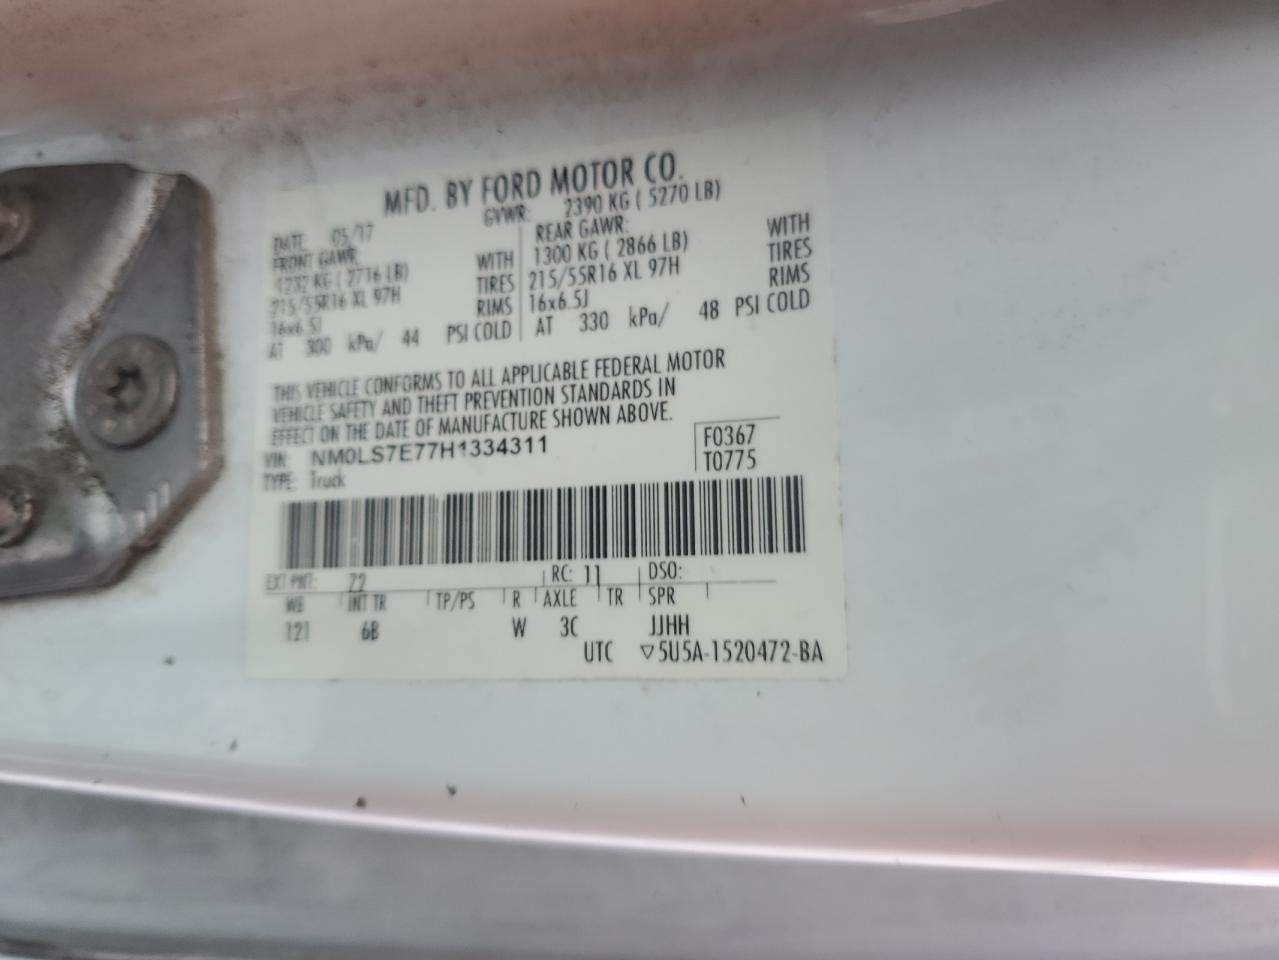 MFD. BY FORD MOTOR CO.
DATE: 05/17 GVWR: 2390 KG ( 5270 LB)
FRONT GAWR: REAR GAWR:
1232 KG ( 2716 LB) WITH 1300 KG ( 2866 LB) WITH
215/55R16 XL 97H TIRES 215/55R16 XL 97H TIRES
16x6.5J RIMS 16x6.5J RIMS
AT 300 kPa/ 44 PSI COLD AT 330 kPa/ 48 PSI COLD
THIS VEHICLE CONFORMS TO ALL APPLICABLE FEDERAL MOTOR
VEHICLE SAFETY AND THEFT PREVENTION STANDARDS IN
EFFECT ON THE DATE OF MANUFACTURE SHOWN ABOVE.
VIN: NM0LS7E77H1334311 F0367
TYPE: Truck T0775
EXT PNT: Z2 RC: 11 DSO:
WB INT TR TP/PS R AXLE TR SPR
121 6B W 3C JJHH
UTC ▽5U5A-1520472-BA